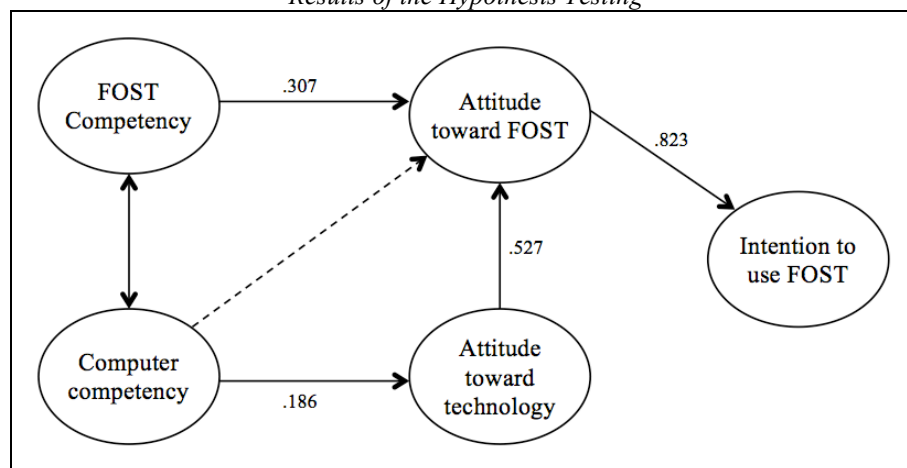 Results of the Hypothesis Testing
FOST
Competency
.307
Attitude
toward FOST
.823
Intention to
use FOST
.527
Computer
competency
.186
Attitude
toward
technology